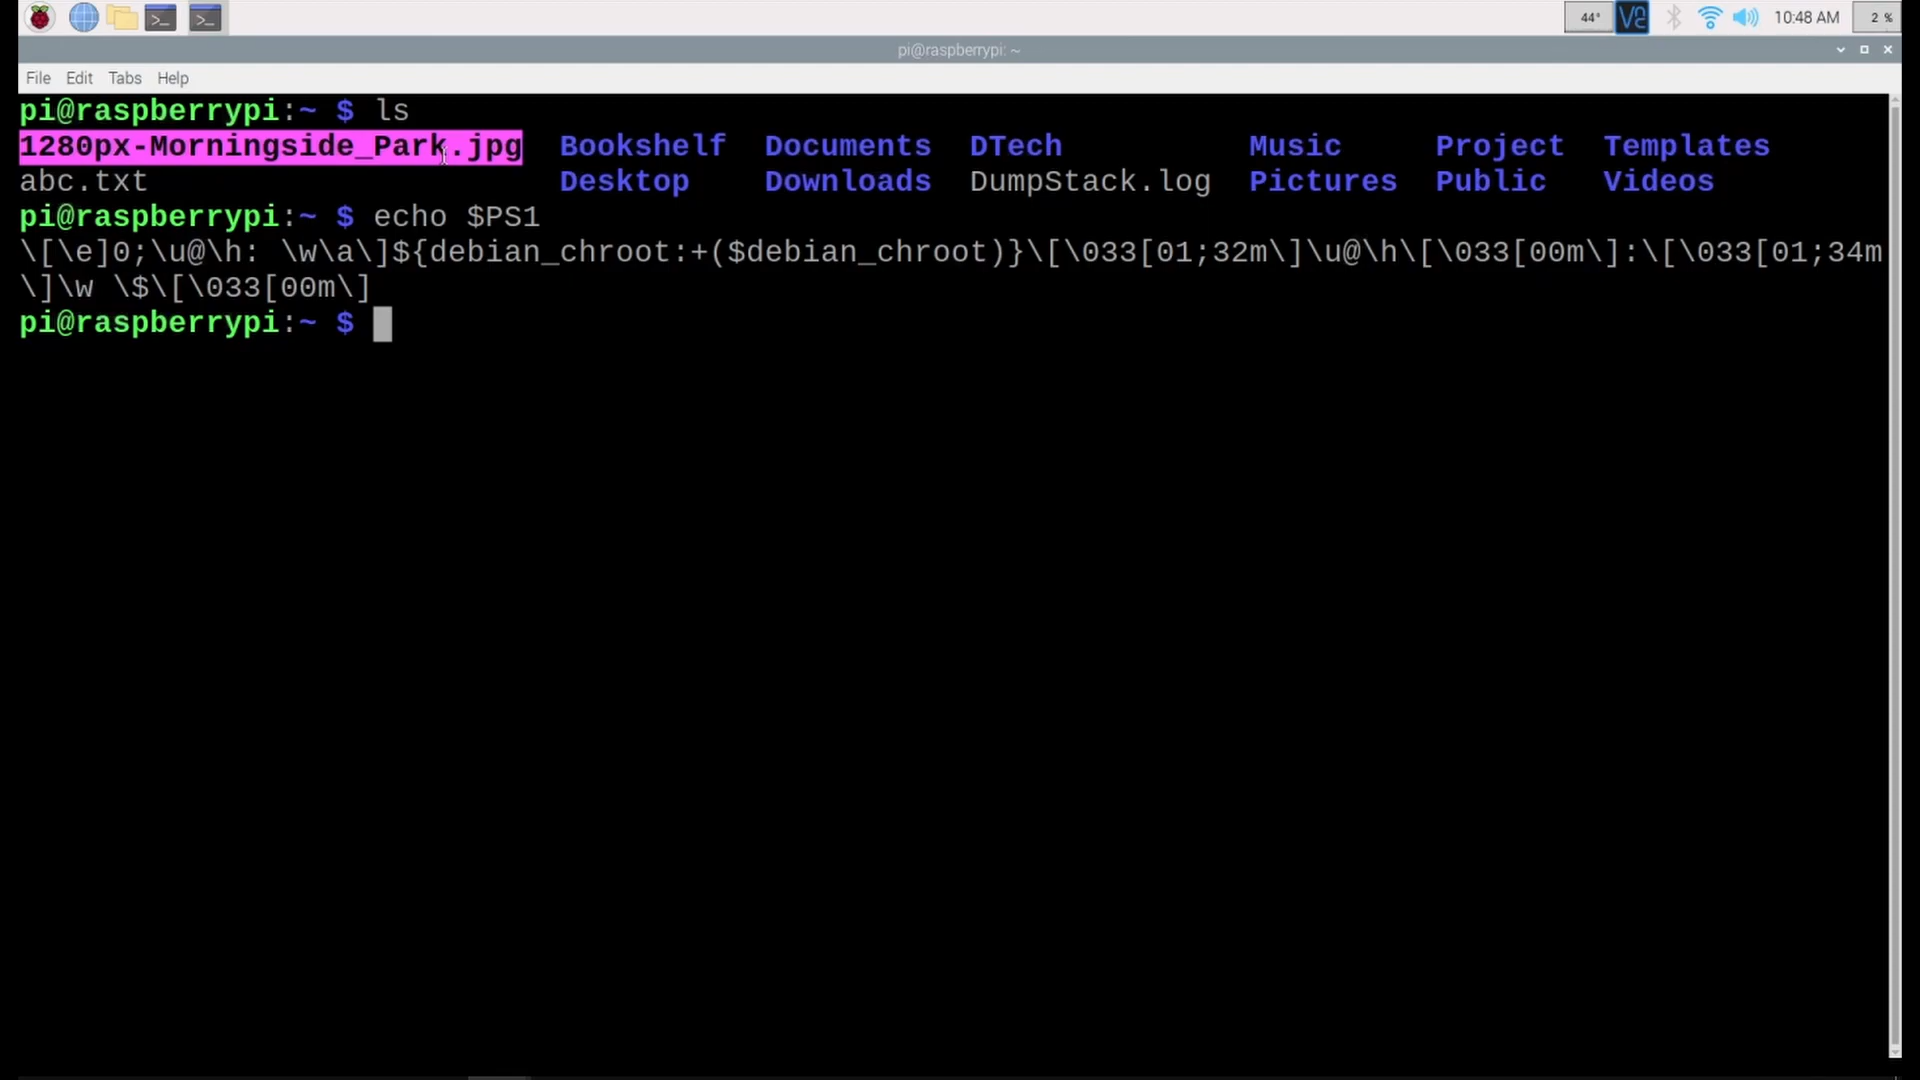 44° V2 10:48 AM 2 %
pi@raspberrypi: ~
File Edit Tabs Help
pi@raspberrypi:~ $ ls
1280px-Morningside_Park.jpg Bookshelf Documents DTech Music Project Templates
abc.txt Desktop Downloads DumpStack.log Pictures Public Videos
pi@raspberrypi:~ $ echo $PS1
\[\e]0;\u@\h: \w\a\]${debian_chroot:+($debian_chroot)}\[\033[01;32m\]\u@\h\[\033[00m\]:\[\033[01;34m
\]\w \$\[\033[00m\]
pi@raspberrypi:~ $